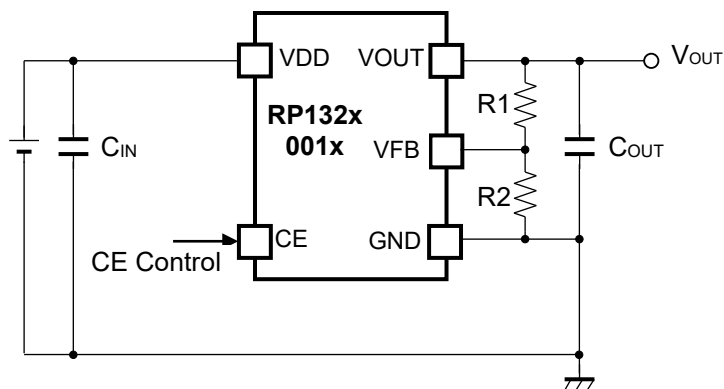 VDD
VOUT
VOUT
RP132x
001x
R1
CIN
VFB
COUT
R2
CE
GND
CE Control